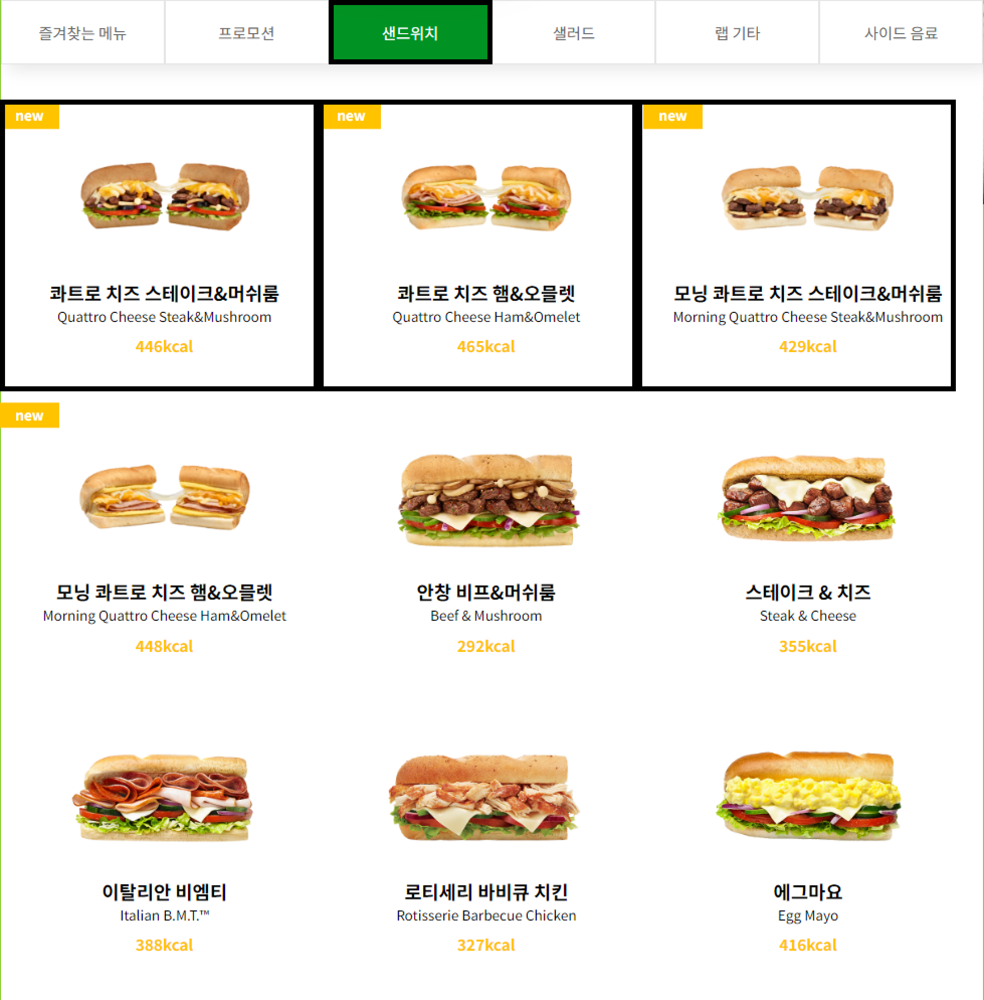 즐겨찾는 메뉴
프로모션
샌드위치
샐러드
랩 기타
사이드 음료
new
new
new
콰트로 치즈 스테이크&머쉬룸
Quattro Cheese Steak&Mushroom
446kcal
콰트로 치즈 햄&오믈렛
Quattro Cheese Ham&Omelet
465kcal
모닝 콰트로 치즈 스테이크&머쉬룸
Morning Quattro Cheese Steak&Mushroom
429kcal
new
모닝 콰트로 치즈 햄&오믈렛
Morning Quattro Cheese Ham&Omelet
448kcal
안창 비프&머쉬룸
Beef & Mushroom
292kcal
스테이크 & 치즈
Steak & Cheese
355kcal
이탈리안 비엠티
Italian B.M.T.™
388kcal
로티세리 바비큐 치킨
Rotisserie Barbecue Chicken
327kcal
에그마요
Egg Mayo
416kcal